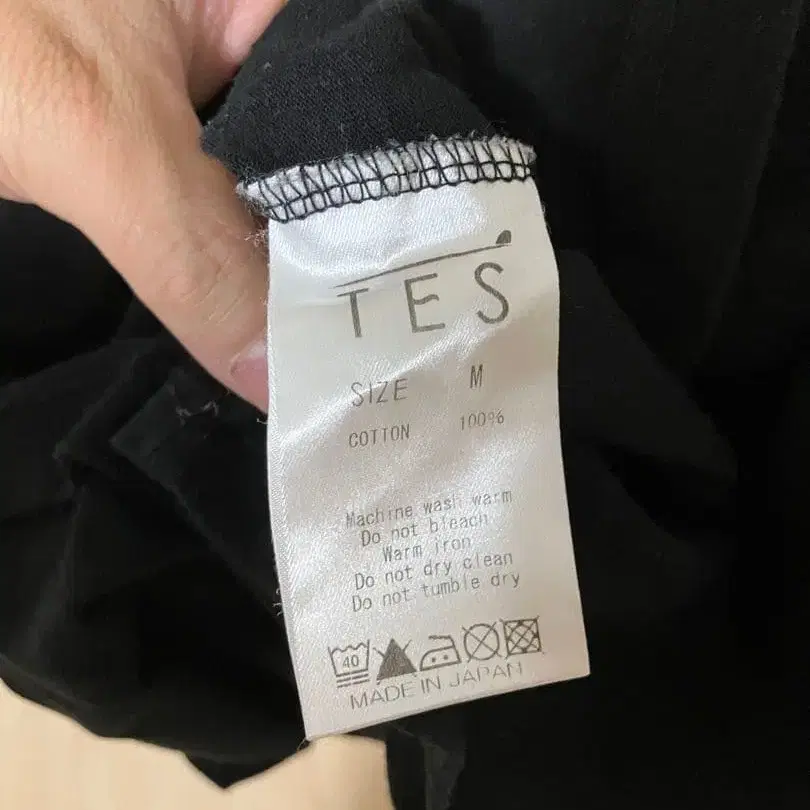 TES
SIZE M
COTTON 100%
Machine wash warm
Do not bleach
Warm iron
Do not dry clean
Do not tumble dry
40
MADE IN JAPAN